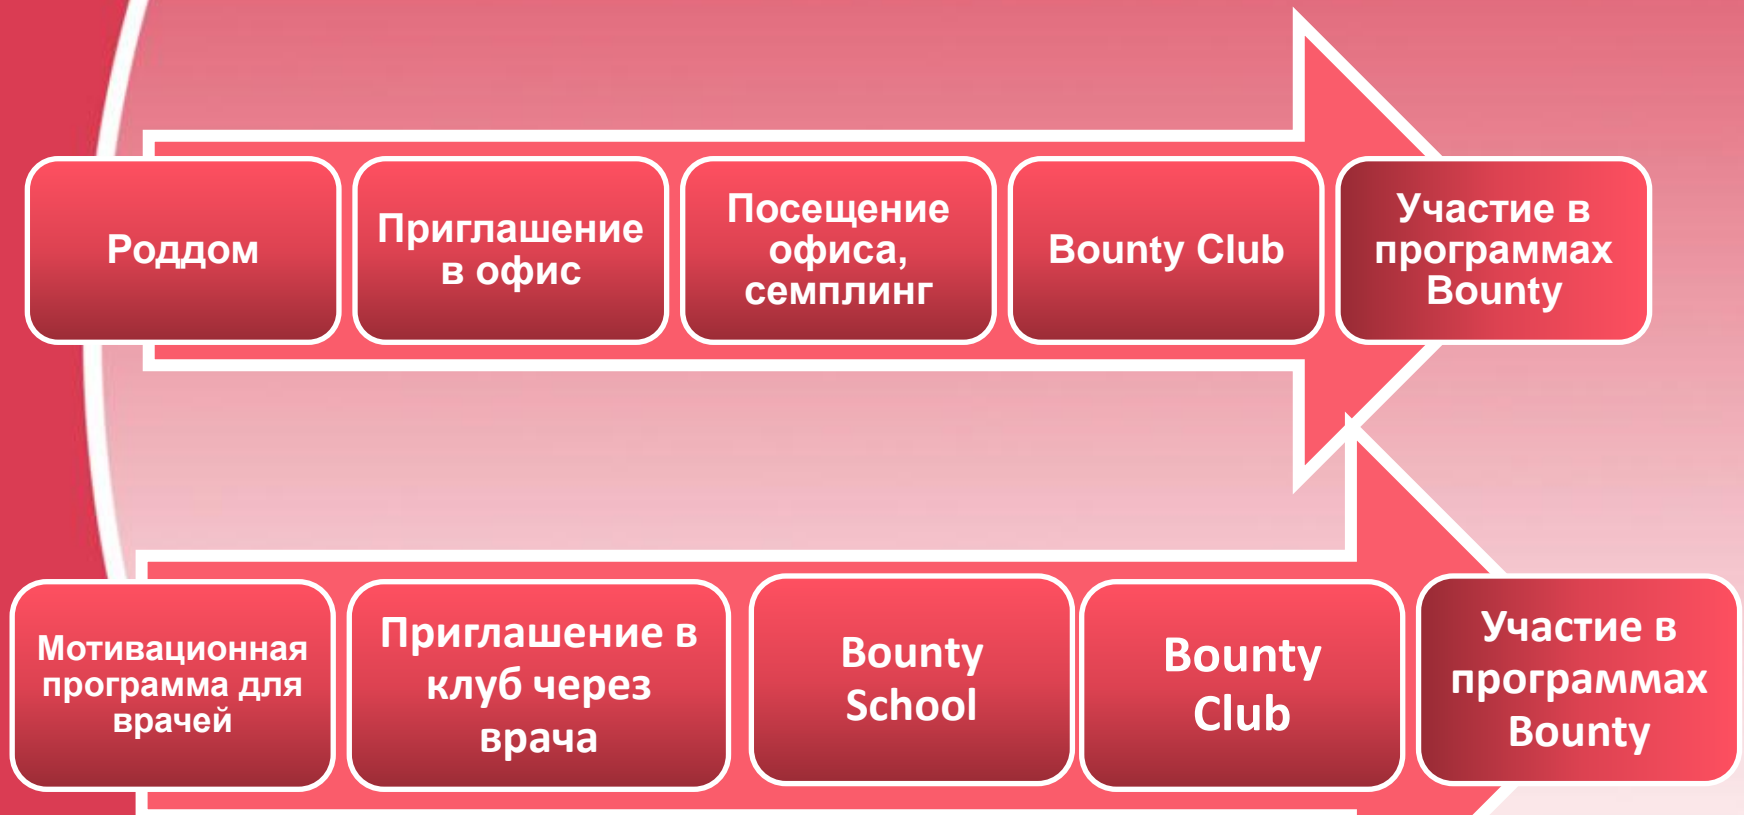 Роддом
Приглашение
в офис
Посещение
офиса,
семплинг
Bounty Club
Участие в
программах
Bounty
Мотивационная
программа для
врачей
Приглашение в
клуб через
врача
Bounty
School
Bounty
Club
Участие в
программах
Bounty